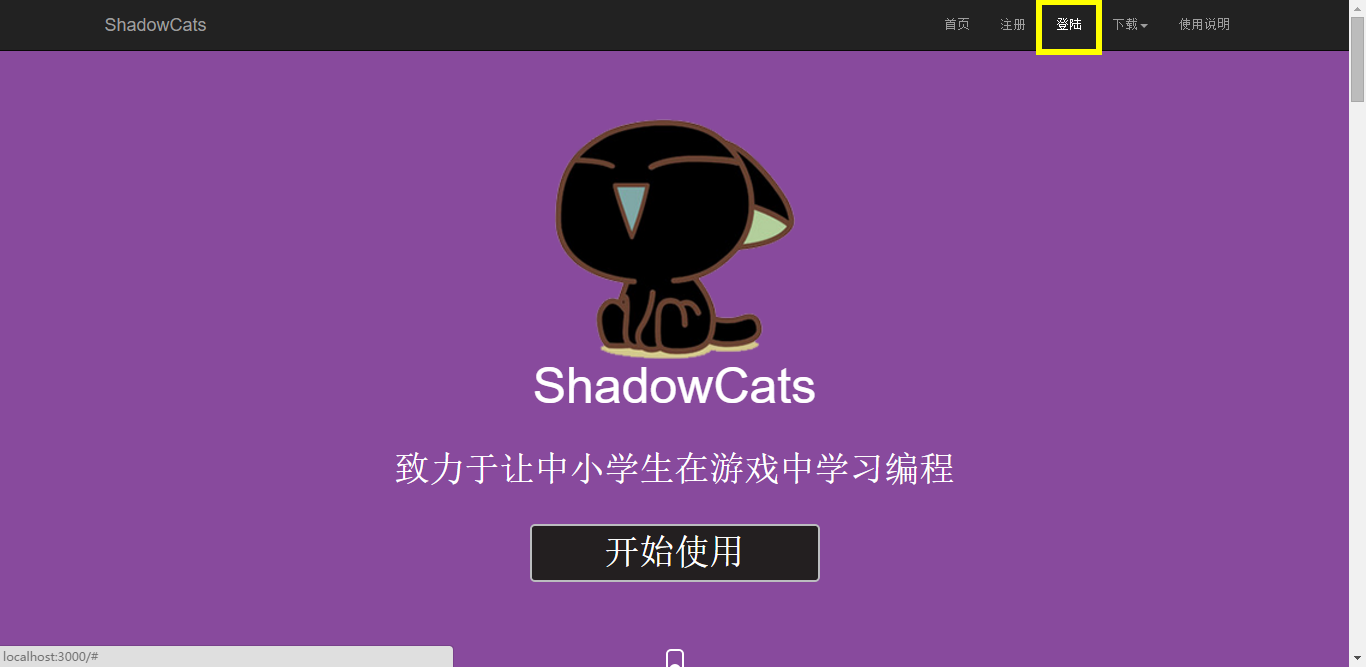 ShadowCats
首页 注册 登陆 下载 使用说明
ShadowCats
致力于让中小学生在游戏中学习编程
开始使用
localhost:3000/#